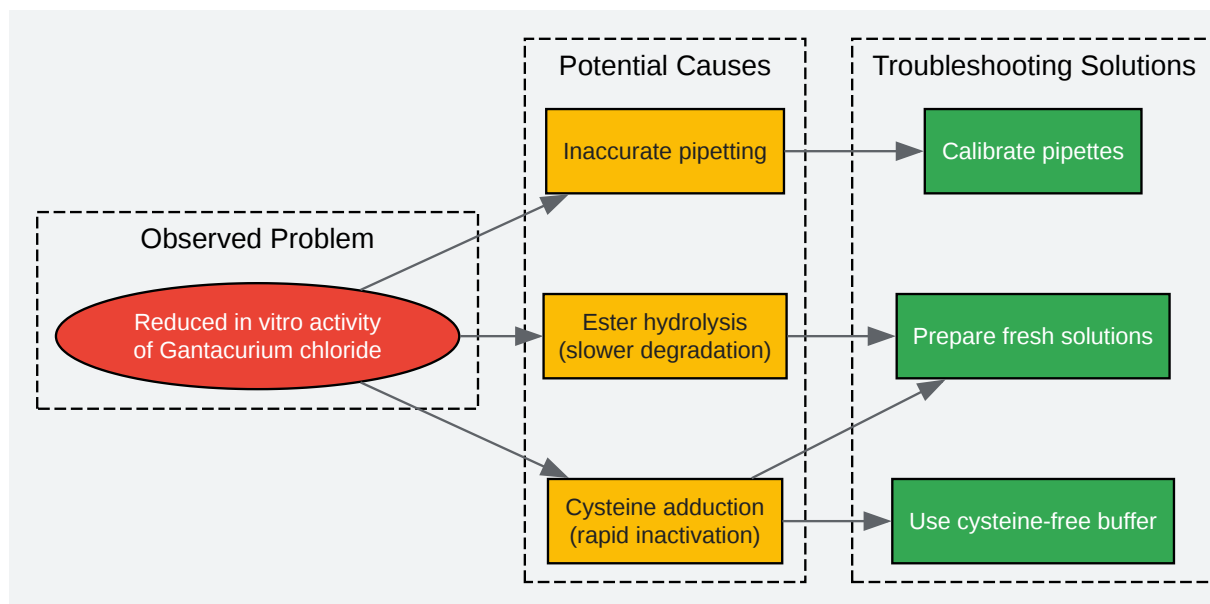 Observed Problem
Reduced in vitro activity
of Gantacurium chloride
Potential Causes
Inaccurate pipetting
Ester hydrolysis
(slower degradation)
Cysteine adduction
(rapid inactivation)
Troubleshooting Solutions
Calibrate pipettes
Prepare fresh solutions
Use cysteine-free buffer